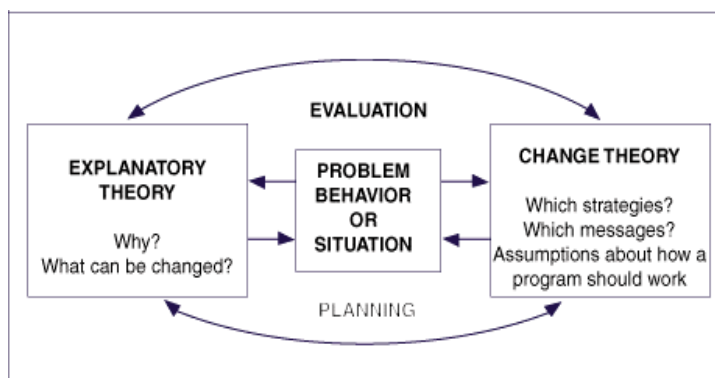 EVALUATION
EXPLANATORY
THEORY
Why?
What can be changed?
PROBLEM
BEHAVIOR
OR
SITUATION
CHANGE THEORY
Which strategies?
Which messages?
Assumptions about how a
program should work
PLANNING